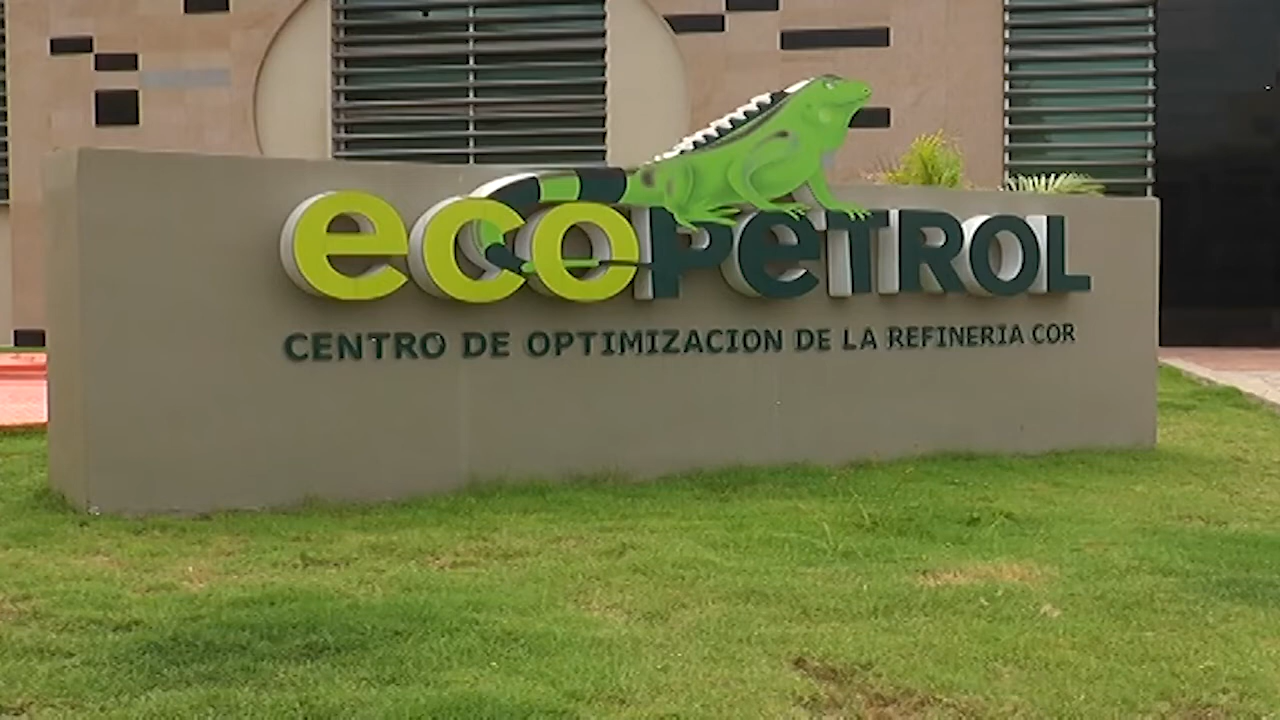 ecoPeTROL
CENTRO DE OPTIMIZACION DE LA REFINERIA COR